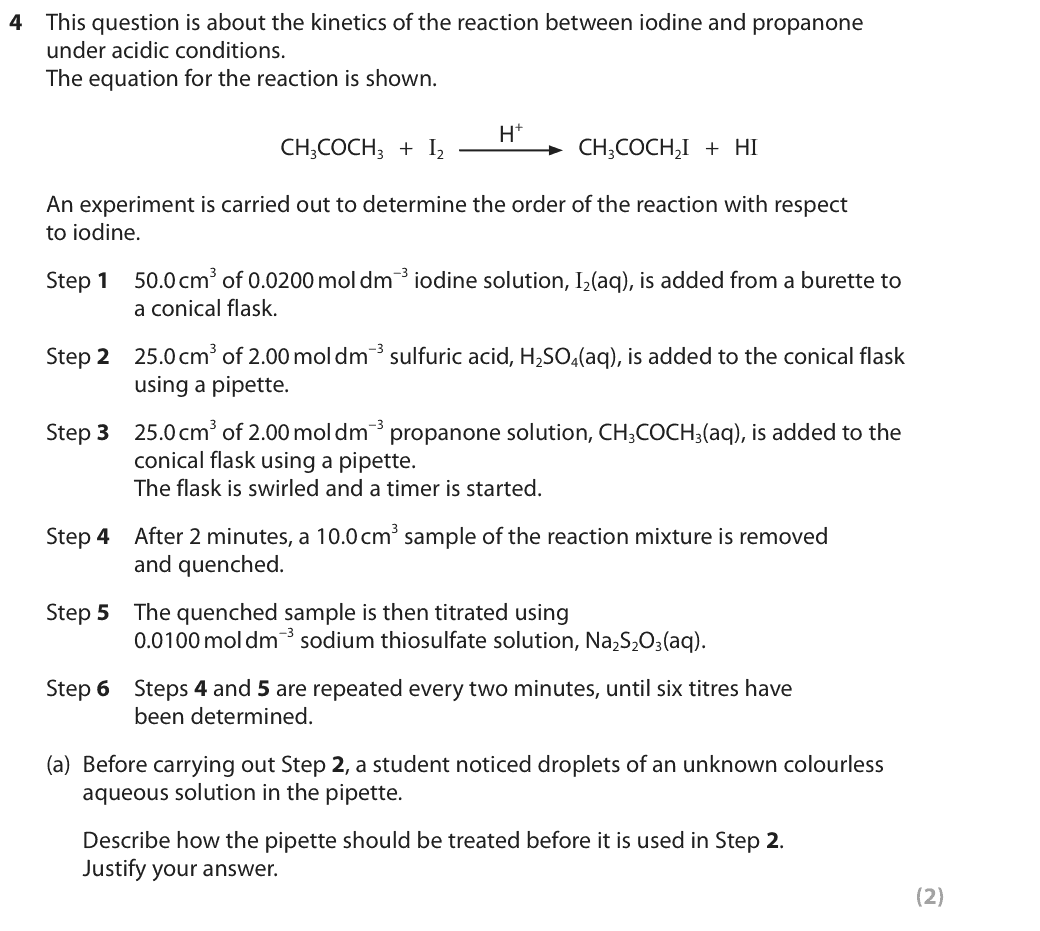 4 This question is about the kinetics of the reaction between iodine and propanone
under acidic conditions.
The equation for the reaction is shown.
H⁺
CH₃COCH₃ + I₂ ⟶ CH₃COCH₂I + HI
An experiment is carried out to determine the order of the reaction with respect
to iodine.
Step 1 50.0 cm³ of 0.0200 mol dm⁻³ iodine solution, I₂(aq), is added from a burette to
a conical flask.
Step 2 25.0 cm³ of 2.00 mol dm⁻³ sulfuric acid, H₂SO₄(aq), is added to the conical flask
using a pipette.
Step 3 25.0 cm³ of 2.00 mol dm⁻³ propanone solution, CH₃COCH₃(aq), is added to the
conical flask using a pipette.
The flask is swirled and a timer is started.
Step 4 After 2 minutes, a 10.0 cm³ sample of the reaction mixture is removed
and quenched.
Step 5 The quenched sample is then titrated using
0.0100 mol dm⁻³ sodium thiosulfate solution, Na₂S₂O₃(aq).
Step 6 Steps 4 and 5 are repeated every two minutes, until six titres have
been determined.
(a) Before carrying out Step 2, a student noticed droplets of an unknown colourless
aqueous solution in the pipette.
Describe how the pipette should be treated before it is used in Step 2.
Justify your answer.
(2)